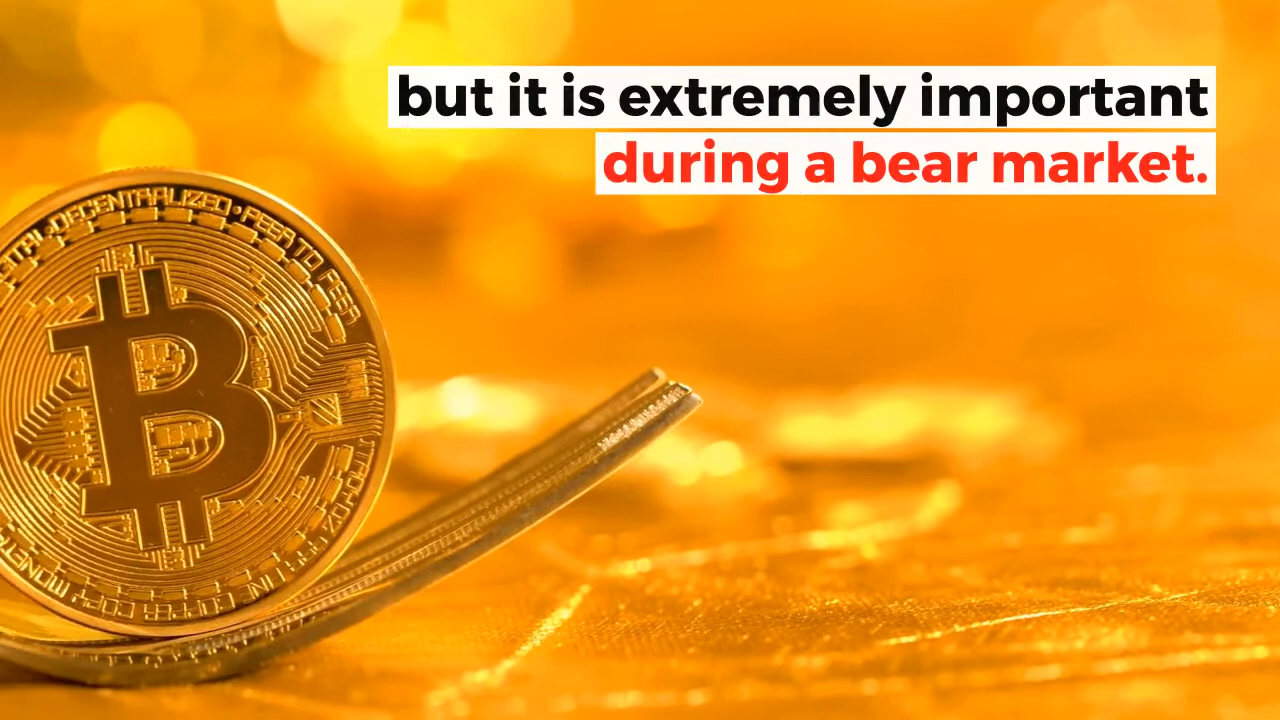 but it is extremely important
during a bear market.
DECENTRALIZED • PEER TO PEER